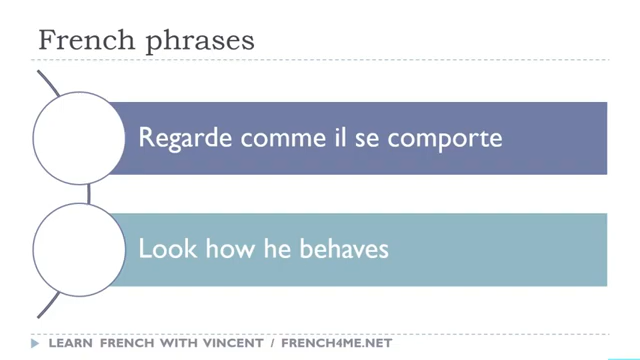 French phrases
Regarde comme il se comporte
Look how he behaves
LEARN FRENCH WITH VINCENT / FRENCH4ME.NET